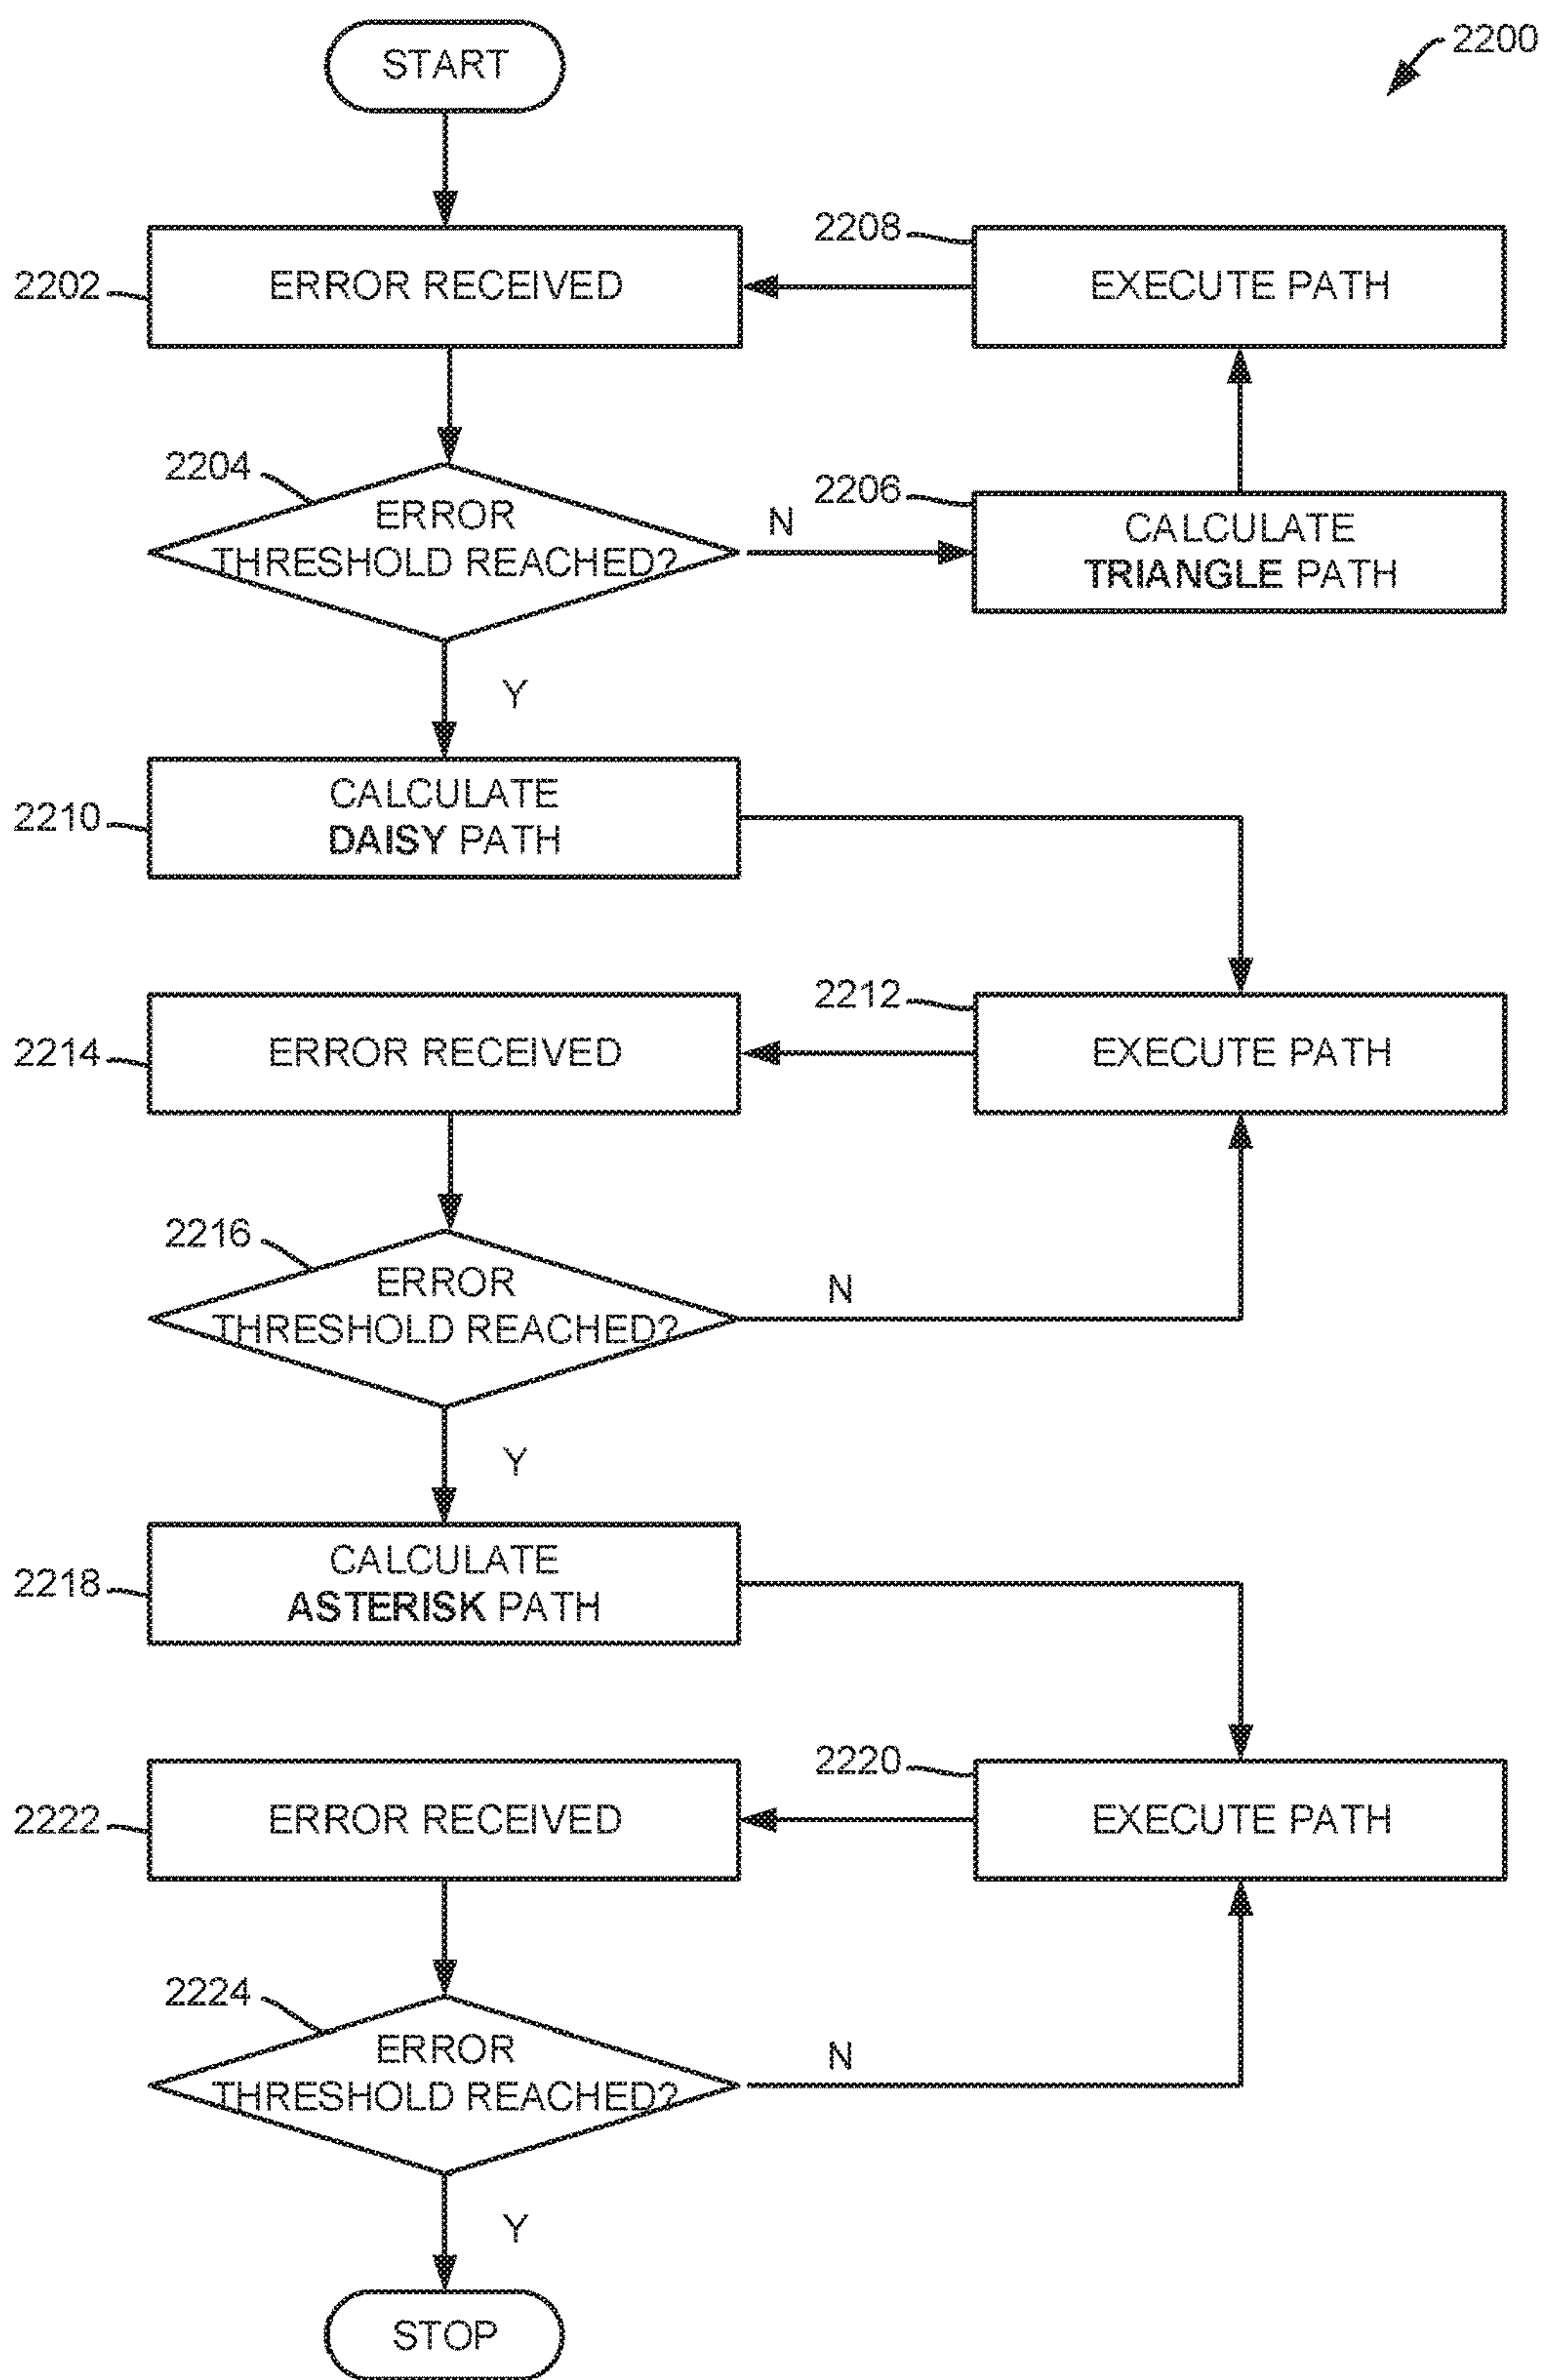 START
2200
2202
ERROR RECEIVED
2208
EXECUTE PATH
2204
ERROR
THRESHOLD REACHED?
N
2206
CALCULATE
TRIANGLE PATH
Y
2210
CALCULATE
DAISY PATH
2214
ERROR RECEIVED
2212
EXECUTE PATH
2216
ERROR
THRESHOLD REACHED?
N
Y
2218
CALCULATE
ASTERISK PATH
2222
ERROR RECEIVED
2220
EXECUTE PATH
2224
ERROR
THRESHOLD REACHED?
N
Y
STOP